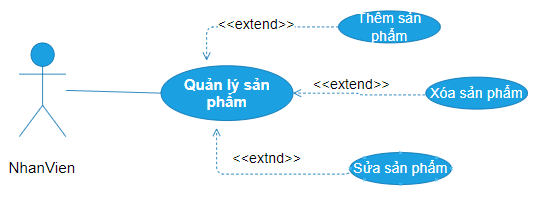 <<extend>>
Thêm sản
phẩm
Quản lý sản
phẩm
<<extend>>
Xóa sản phẩm
<<extnd>>
Sửa sản phẩm
NhanVien